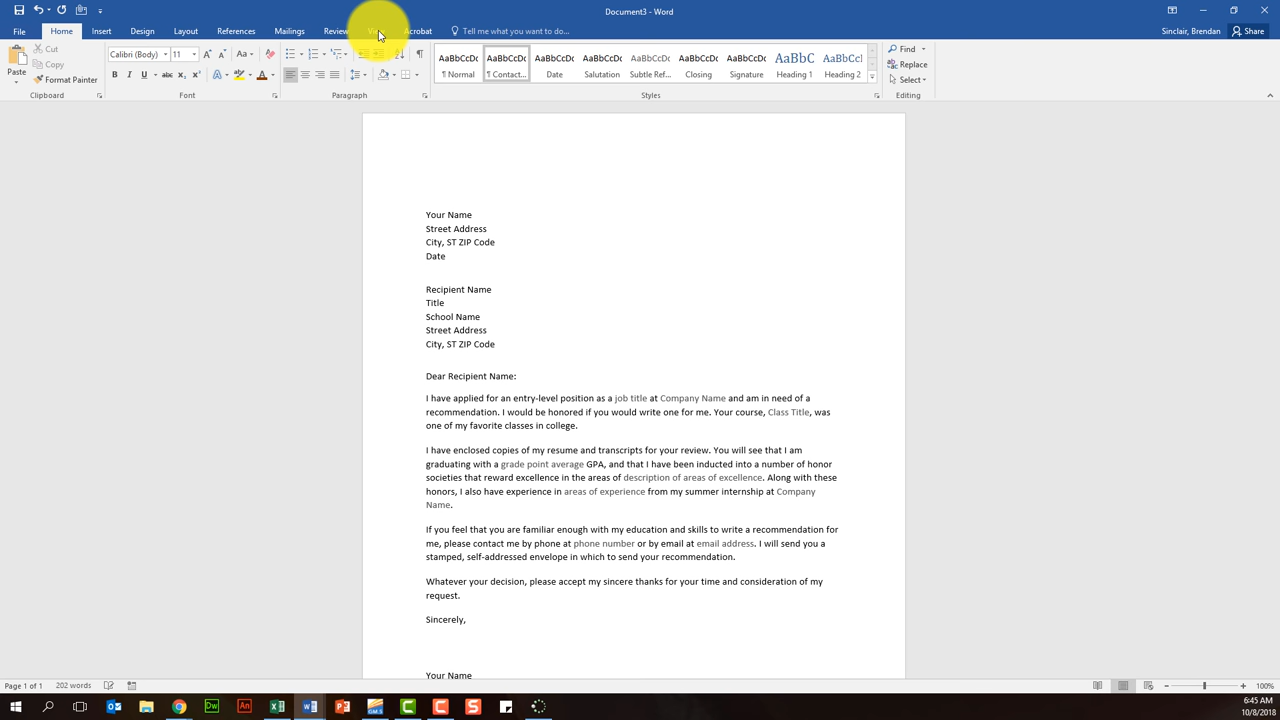 Document3 - Word
File Home Insert Design Layout References Mailings Review View Acrobat Tell me what you want to do... Sinclair, Brendan Share
Paste Cut Copy Format Painter
Calibri (Body) 11
AaBbCcDc AaBbCcDc AaBbCcDc AaBbCcDc AaBbCcDc AaBbCcDc AaBbCcDc AaBbC AaBbCcI
¶ Normal ¶ Contact... Date Salutation Subtle Ref... Closing Signature Heading 1 Heading 2
Find
Replace
Select
Clipboard Font Paragraph Styles Editing
Your Name
Street Address
City, ST ZIP Code
Date
Recipient Name
Title
School Name
Street Address
City, ST ZIP Code
Dear Recipient Name:
I have applied for an entry-level position as a job title at Company Name and am in need of a
recommendation. I would be honored if you would write one for me. Your course, Class Title, was
one of my favorite classes in college.
I have enclosed copies of my resume and transcripts for your review. You will see that I am
graduating with a grade point average GPA, and that I have been inducted into a number of honor
societies that reward excellence in the areas of description of areas of excellence. Along with these
honors, I also have experience in areas of experience from my summer internship at Company
Name.
If you feel that you are familiar enough with my education and skills to write a recommendation for
me, please contact me by phone at phone number or by email at email address. I will send you a
stamped, self-addressed envelope in which to send your recommendation.
Whatever your decision, please accept my sincere thanks for your time and consideration of my
request.
Sincerely,
Your Name
Page 1 of 1 202 words 100%
6:45 AM
10/8/2018